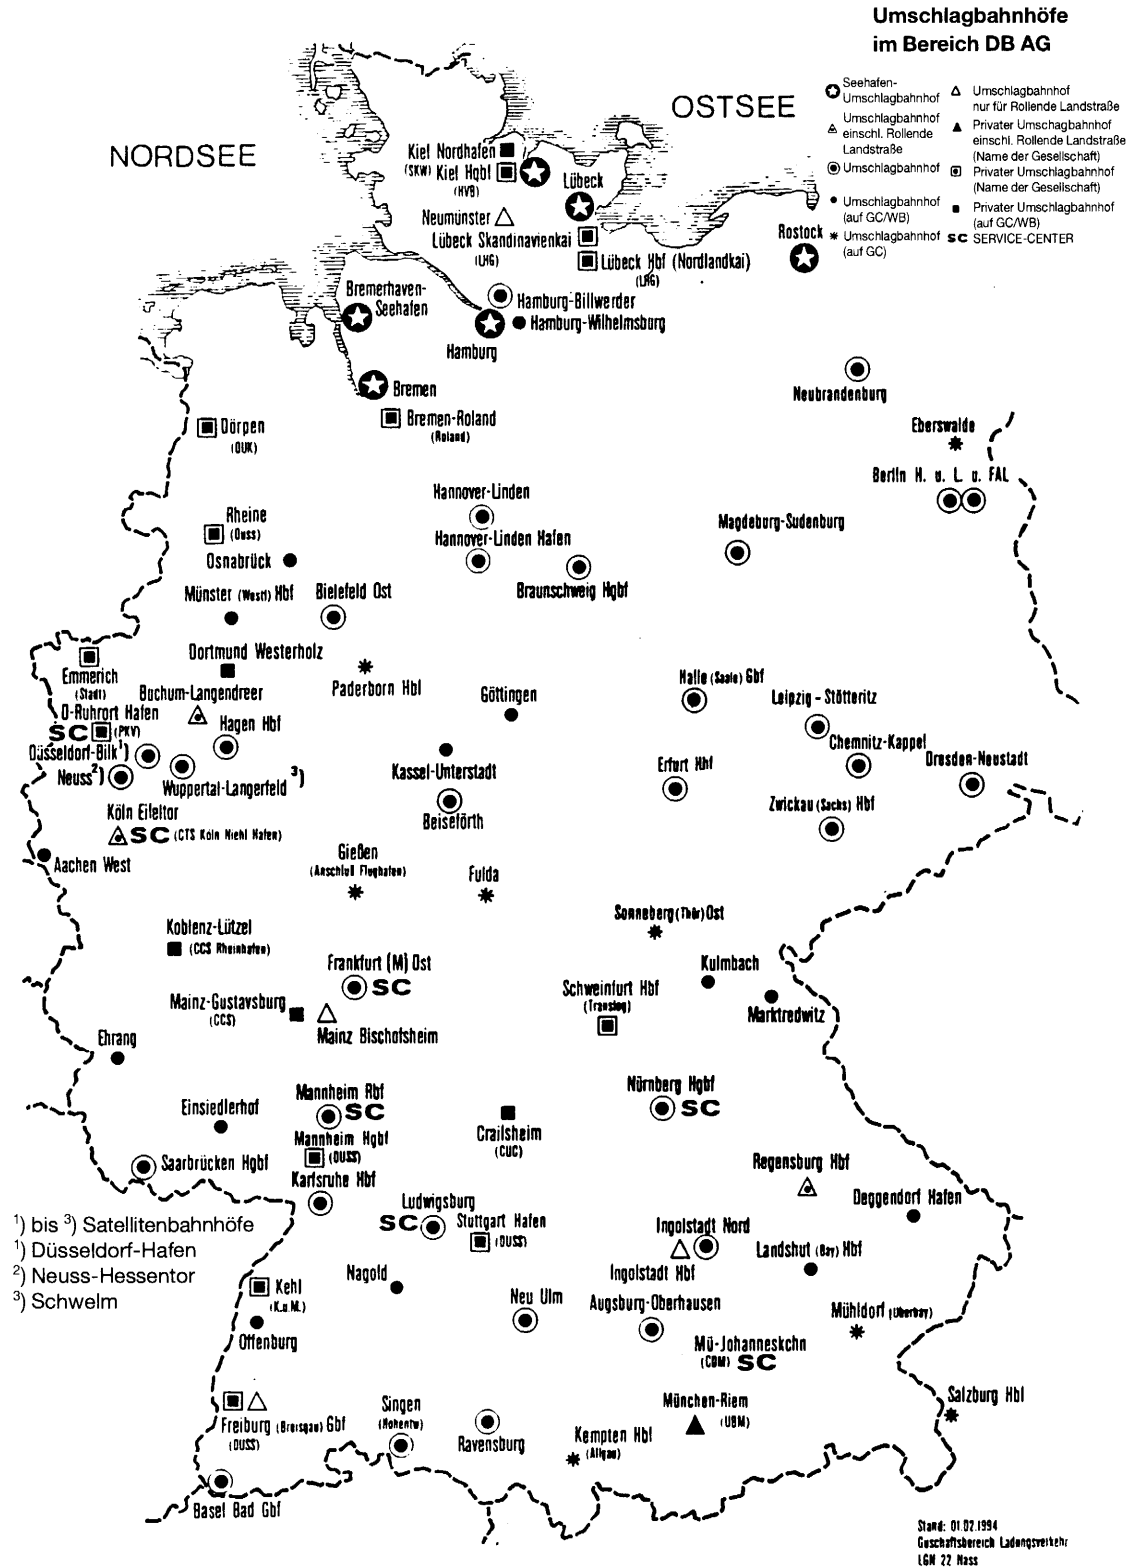 Umschlagbahnhöfe
im Bereich DB AG
Seehafen-
Umschlagbahnhof
Umschlagbahnhof
einschl. Rollende
Landstraße
Umschlagbahnhof
Umschlagbahnhof
(auf GC/WB)
Umschlagbahnhof
(auf GC)
Umschlagbahnhof
nur für Rollende Landstraße
Privater Umschagbahnhof
einschl. Rollende Landstraße
(Name der Gesellschaft)
Privater Umschlagbahnhof
(Name der Gesellschaft)
Privater Umschlagbahnhof
(auf GC/WB)
SC SERVICE-CENTER
NORDSEE
OSTSEE
Kiel Nordhafen
(SKW) Kiel Hgbf
(HVB)
Lübeck
Neumünster
Lübeck Skandinavienkai
(LHG)
Rostock
Lübeck Hbf (Nordlandkai)
(LHG)
Bremerhaven-
Seehafen
Hamburg-Billwerder
Hamburg-Wilhelmsburg
Hamburg
Bremen
Neubrandenburg
Bremen-Roland
(Roland)
Dörpen
(DUK)
Eberswalde
Berlin H. u. L. u. FAL
Hannover-Linden
Rheine
(Duss)
Magdeburg-Sudenburg
Hannover-Linden Hafen
Osnabrück
Braunschweig Hgbf
Münster (Westf) Hbf
Bielefeld Ost
Dortmund Westerholz
Emmerich
(Stadt)
Paderborn Hbf
Bochum-Langendreer
Göttingen
Halle (Saale) Gbf
Leipzig - Stötteritz
D-Ruhrort Hafen
SC (PKV)
Hagen Hbf
Düsseldorf-Bilk ¹)
Chemnitz-Kappel
Dresden-Neustadt
Neuss ²)
Wuppertal-Langerfeld ³)
Kassel-Unterstadt
Erfurt Hbf
Zwickau (Sachs) Hbf
Beiseförth
Köln Eifeltor
SC (CTS Köln Niehl Hafen)
Aachen West
Gießen
(Anschluß Flughafen)
Fulda
Sonneberg (Thür) Ost
Koblenz-Lützel
(CCS Rheinhafen)
Frankfurt (M) Ost
SC
Kulmbach
Schweinfurt Hbf
(Transing)
Mainz-Gustavsburg
(CCS)
Marktredwitz
Mainz Bischofsheim
Ehrang
Nürnberg Hgbf
SC
Mannheim Rbf
SC
Einsiedlerhof
Crailsheim
(CUC)
Mannheim Hgbf
(DUSS)
Saarbrücken Hgbf
Karlsruhe Hbf
Regensburg Hbf
Deggendorf Hafen
¹) bis ³) Satellitenbahnhöfe
¹) Düsseldorf-Hafen
²) Neuss-Hessentor
³) Schwelm
Ludwigsburg
SC
Stuttgart Hafen
(DUSS)
Ingolstadt Nord
Landshut (Bay) Hbf
Ingolstadt Hbf
Kehl
(K.u.M.)
Nagold
Offenburg
Neu Ulm
Augsburg-Oberhausen
Mühldorf (Oberbay)
Mü-Johanneskchn
(CDM) SC
Salzburg Hbf
München-Riem
(UBM)
Freiburg (Breisgau) Gbf
(DUSS)
Singen
(Hohentw)
Ravensburg
Kempten Hbf
(Allgäu)
Basel Bad Gbf
Stand: 01.02.1994
Geschäftsbereich Ladungsverkehr
LGN 22 Nass